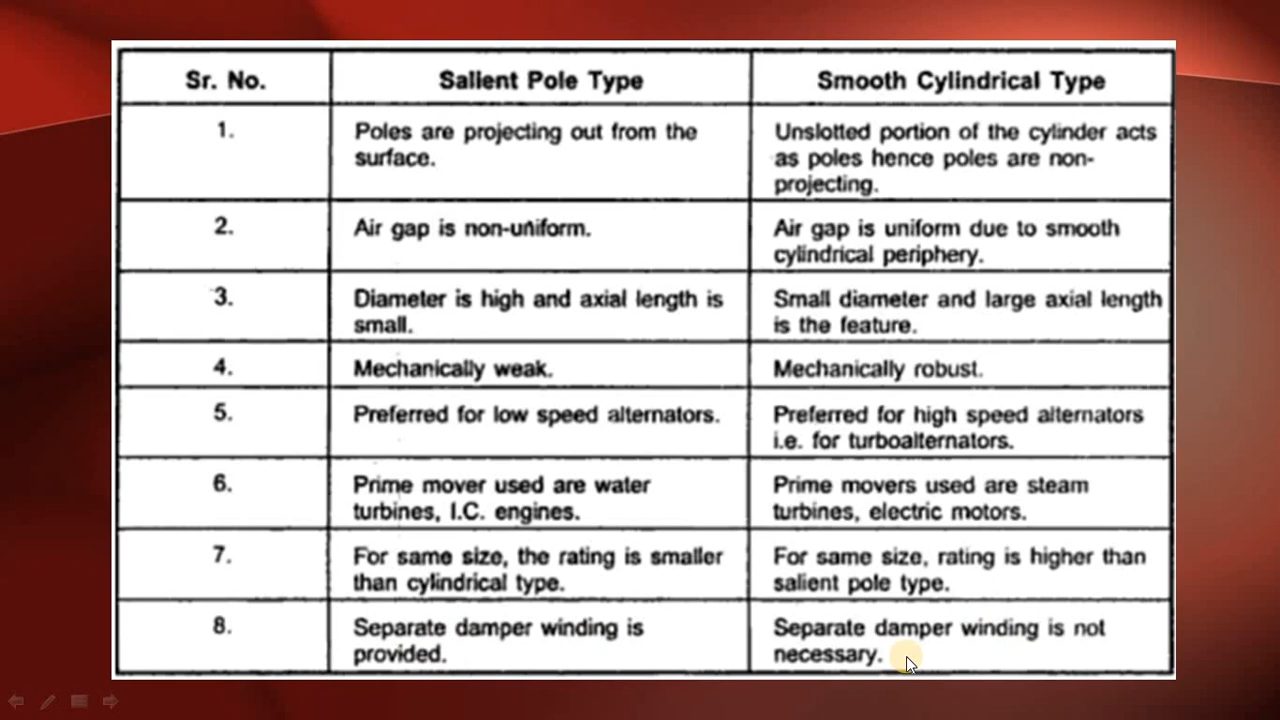 Sr. No. Salient Pole Type Smooth Cylindrical Type
1. Poles are projecting out from the Unslotted portion of the cylinder acts
surface. as poles hence poles are non-
projecting.
2. Air gap is non-uniform. Air gap is uniform due to smooth
cylindrical periphery.
3. Diameter is high and axial length is Small diameter and large axial length
small. is the feature.
4. Mechanically weak. Mechanically robust.
5. Preferred for low speed alternators. Preferred for high speed alternators
i.e. for turboalternators.
6. Prime mover used are water Prime movers used are steam
turbines, I.C. engines. turbines, electric motors.
7. For same size, the rating is smaller For same size, rating is higher than
than cylindrical type. salient pole type.
8. Separate damper winding is Separate damper winding is not
provided. necessary.